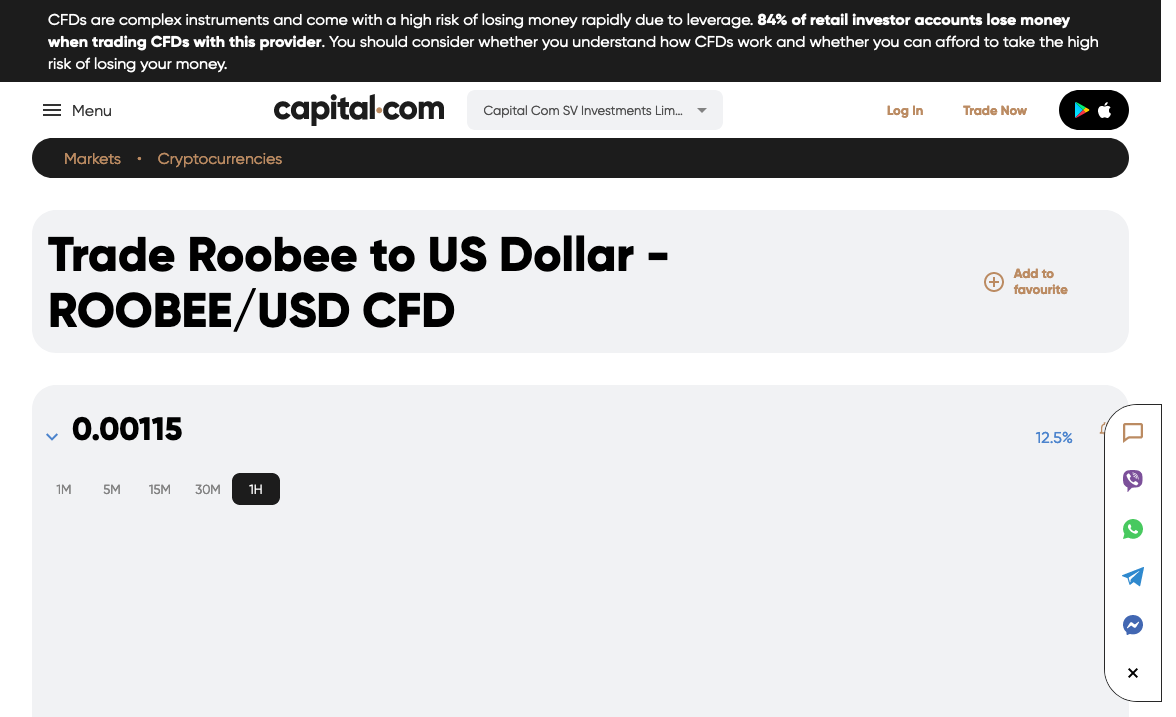 CFDs are complex instruments and come with a high risk of losing money rapidly due to leverage. 84% of retail investor accounts lose money
when trading CFDs with this provider. You should consider whether you understand how CFDs work and whether you can afford to take the high
risk of losing your money.
Menu
capital.com
Capital Com SV Investments Lim...
Log In
Trade Now
Markets
Cryptocurrencies
Trade Roobee to US Dollar -
ROOBEE/USD CFD
Add to
favourite
0.00115
12.5%
1M 5M 15M 30M 1H